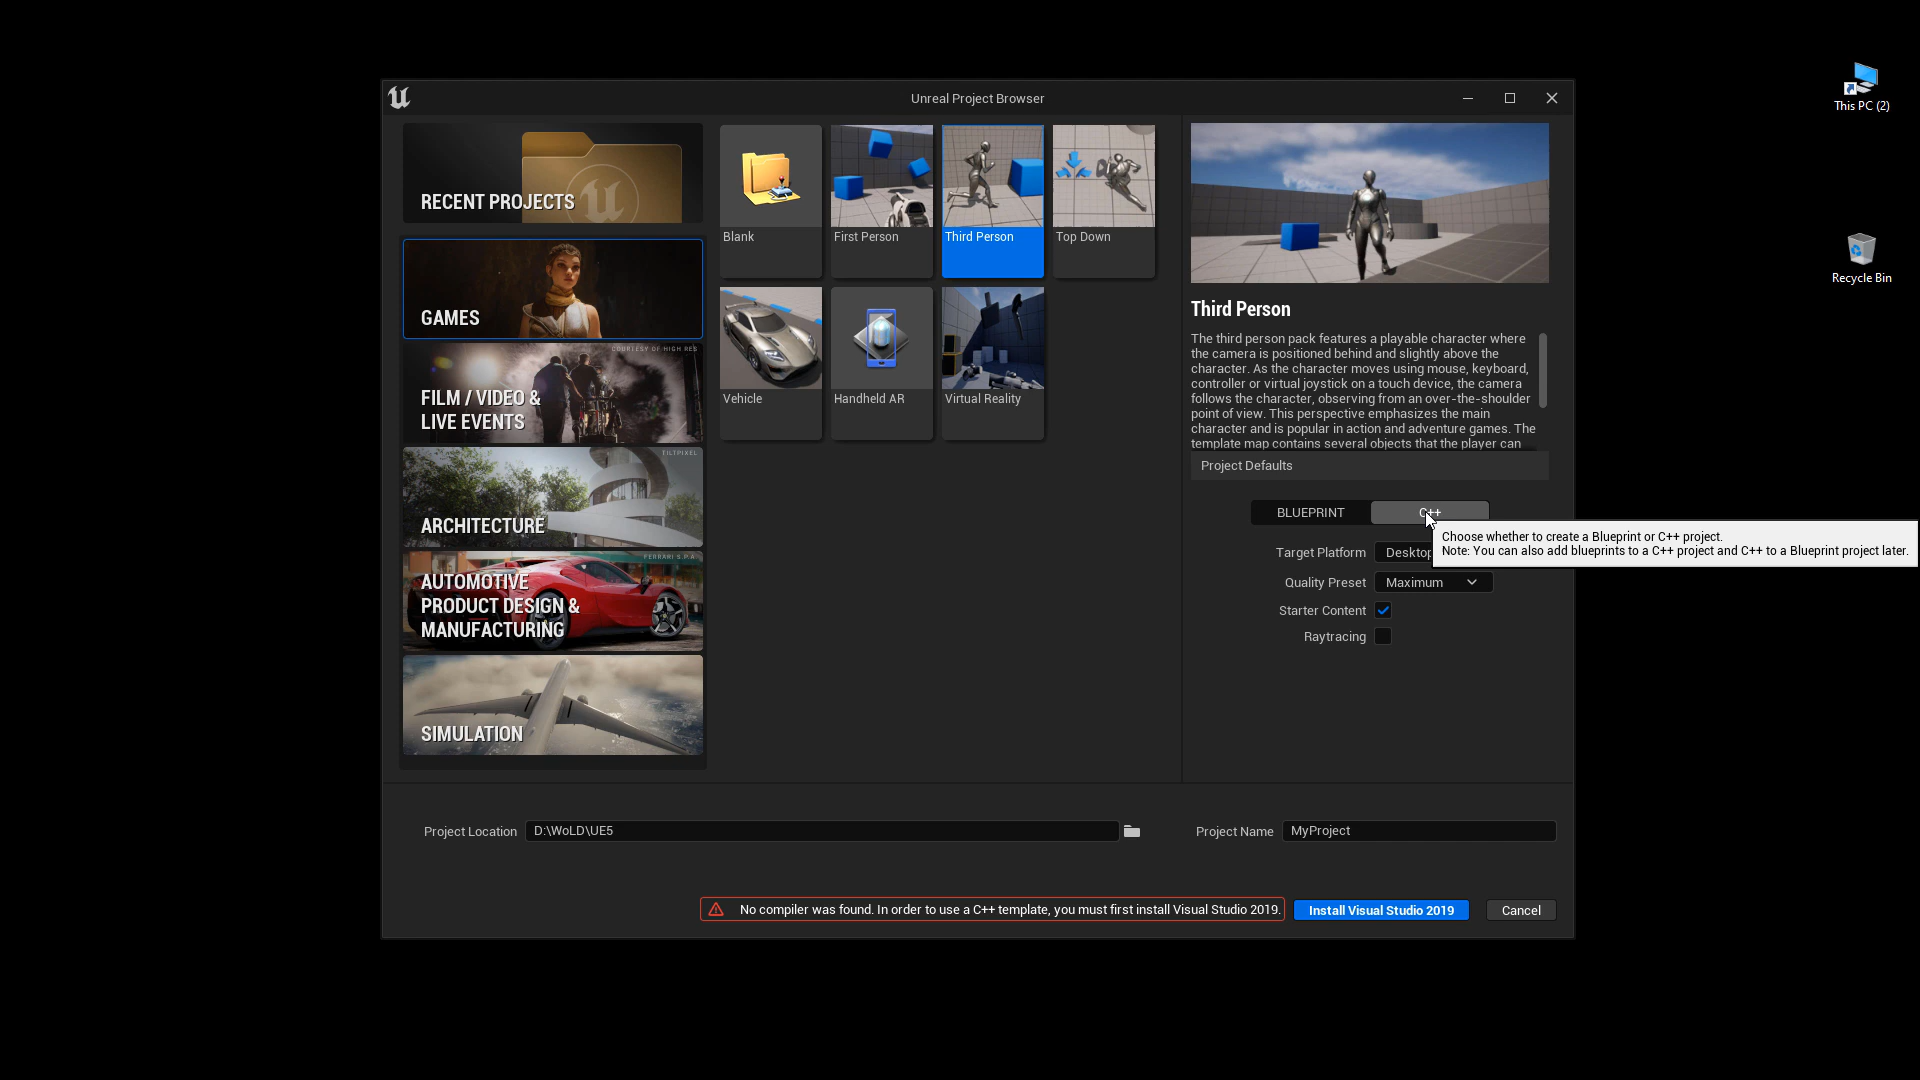 Unreal Project Browser
This PC (2)
Recycle Bin
RECENT PROJECTS
GAMES
COURTESY OF HIGH RES
FILM / VIDEO &
LIVE EVENTS
TILTPIXEL
ARCHITECTURE
FERRARI S.P.A.
AUTOMOTIVE
PRODUCT DESIGN &
MANUFACTURING
SIMULATION
Blank
First Person
Third Person
Top Down
Vehicle
Handheld AR
Virtual Reality
Third Person
The third person pack features a playable character where
the camera is positioned behind and slightly above the
character. As the character moves using mouse, keyboard,
controller or virtual joystick on a touch device, the camera
follows the character, observing from an over-the-shoulder
point of view. This perspective emphasizes the main
character and is popular in action and adventure games. The
template map contains several objects that the player can
Project Defaults
BLUEPRINT
C++
Choose whether to create a Blueprint or C++ project.
Note: You can also add blueprints to a C++ project and C++ to a Blueprint project later.
Target Platform
Desktop
Quality Preset
Maximum
Starter Content
Raytracing
Project Location
D:\WoLD\UE5
Project Name
MyProject
No compiler was found. In order to use a C++ template, you must first install Visual Studio 2019.
Install Visual Studio 2019
Cancel